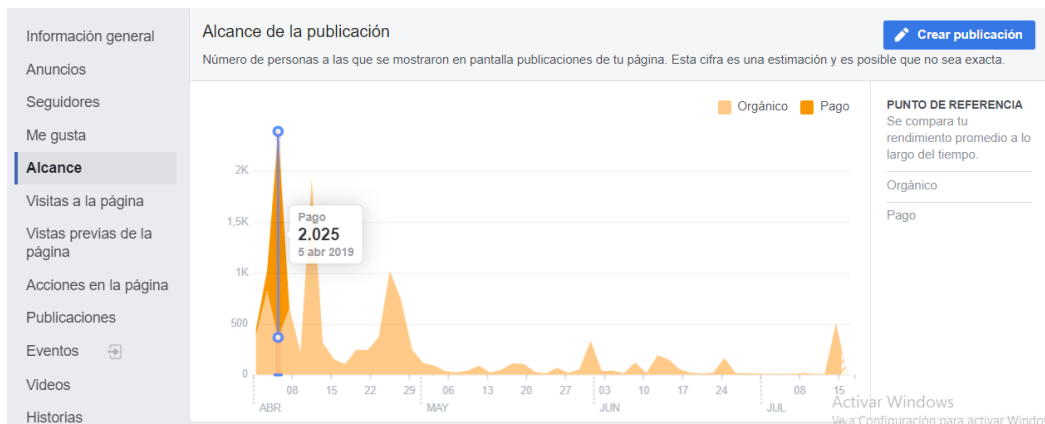 Información general
Anuncios
Seguidores
Me gusta
Alcance
Visitas a la página
Vistas previas de la
página
Acciones en la página
Publicaciones
Eventos
Videos
Historias
Alcance de la publicación
Crear publicación
Número de personas a las que se mostraron en pantalla publicaciones de tu página. Esta cifra es una estimación y es posible que no sea exacta.
Orgánico Pago
2K
1,5K
1K
500
0
Pago
2.025
5 abr 2019
08 15 22 29 06 13 20 27 03 10 17 24 08 15
ABR MAY JUN JUL
PUNTO DE REFERENCIA
Se compara tu
rendimiento promedio a lo
largo del tiempo.
Orgánico
Pago
Activar Windows
Ve a Configuración para activar Window